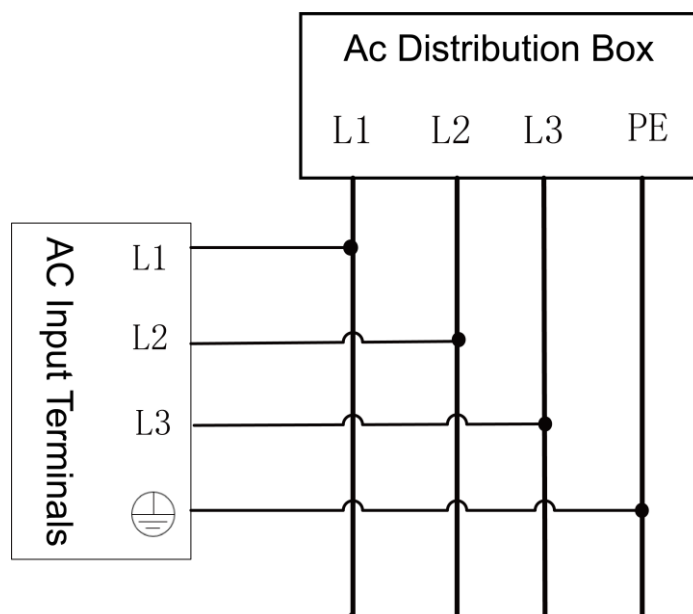 Ac Distribution Box
L1 L2 L3 PE
AC Input Terminals
L1
L2
L3